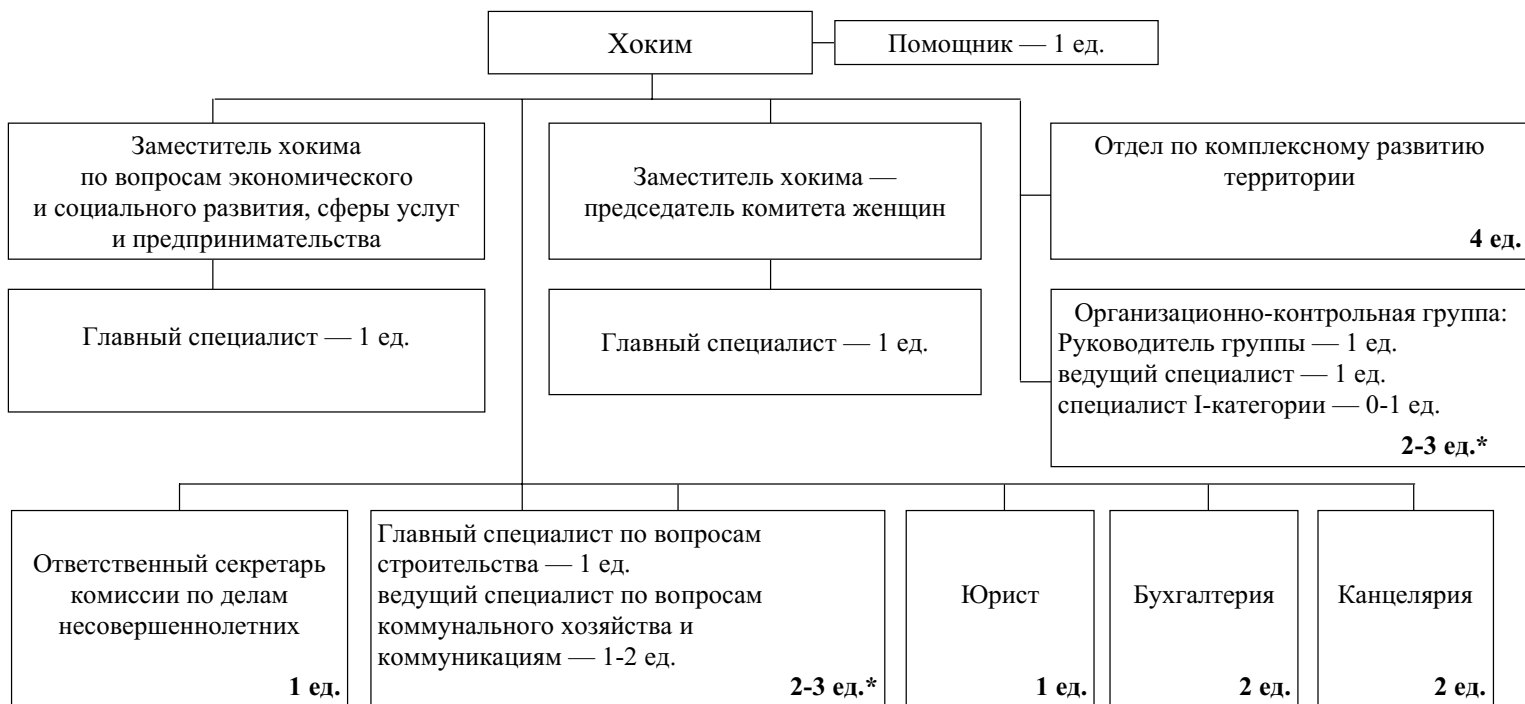 Хоким
Помощник — 1 ед.
Заместитель хокима
по вопросам экономического
и социального развития, сферы услуг
и предпринимательства
Заместитель хокима —
председатель комитета женщин
Отдел по комплексному развитию
территории
4 ед.
Главный специалист — 1 ед.
Главный специалист — 1 ед.
Организационно-контрольная группа:
Руководитель группы — 1 ед.
ведущий специалист — 1 ед.
специалист I-категории — 0-1 ед.
2-3 ед.*
Ответственный секретарь
комиссии по делам
несовершеннолетних
1 ед.
Главный специалист по вопросам
строительства — 1 ед.
ведущий специалист по вопросам
коммунального хозяйства и
коммуникациям — 1-2 ед.
2-3 ед.*
Юрист
1 ед.
Бухгалтерия
2 ед.
Канцелярия
2 ед.